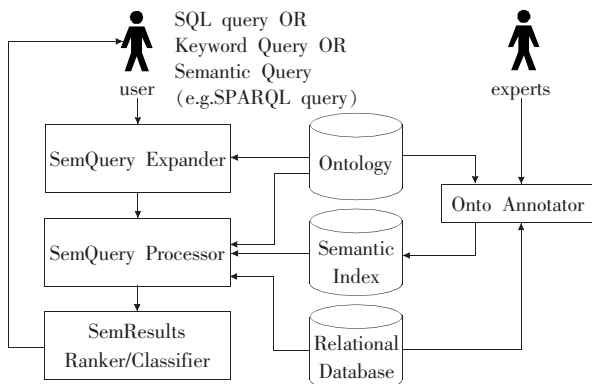 SQL query OR
Keyword Query OR
Semantic Query
(e.g.SPARQL query)
user
experts
SemQuery Expander
Ontology
Onto Annotator
SemQuery Processor
Semantic
Index
SemResults
Ranker/Classifier
Relational
Database